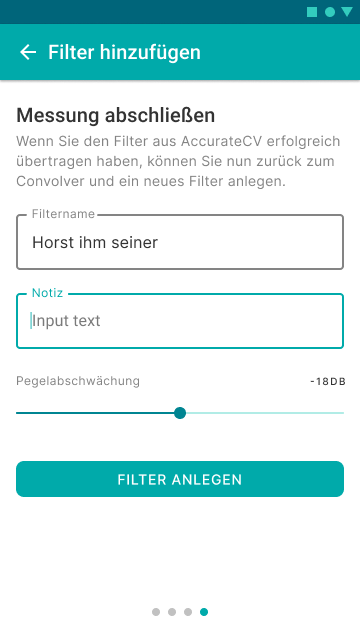 Filter hinzufügen
Messung abschließen
Wenn Sie den Filter aus AccurateCV erfolgreich
übertragen haben, können Sie nun zurück zum
Convolver und ein neues Filter anlegen.
Filtername
Horst ihm seiner
Notiz
Input text
Pegelabschwächung -18DB
FILTER ANLEGEN